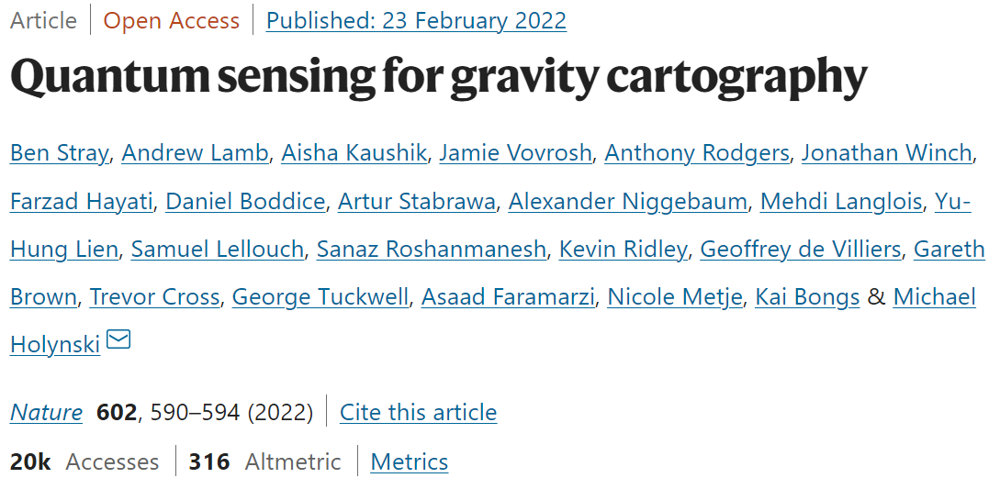 Article | Open Access | Published: 23 February 2022
Quantum sensing for gravity cartography
Ben Stray, Andrew Lamb, Aisha Kaushik, Jamie Vovrosh, Anthony Rodgers, Jonathan Winch,
Farzad Hayati, Daniel Boddice, Artur Stabrawa, Alexander Niggebaum, Mehdi Langlois, Yu-
Hung Lien, Samuel Lellouch, Sanaz Roshanmanesh, Kevin Ridley, Geoffrey de Villiers, Gareth
Brown, Trevor Cross, George Tuckwell, Asaad Faramarzi, Nicole Metje, Kai Bongs & Michael
Holynski
Nature 602, 590–594 (2022) | Cite this article
20k Accesses | 316 Altmetric | Metrics